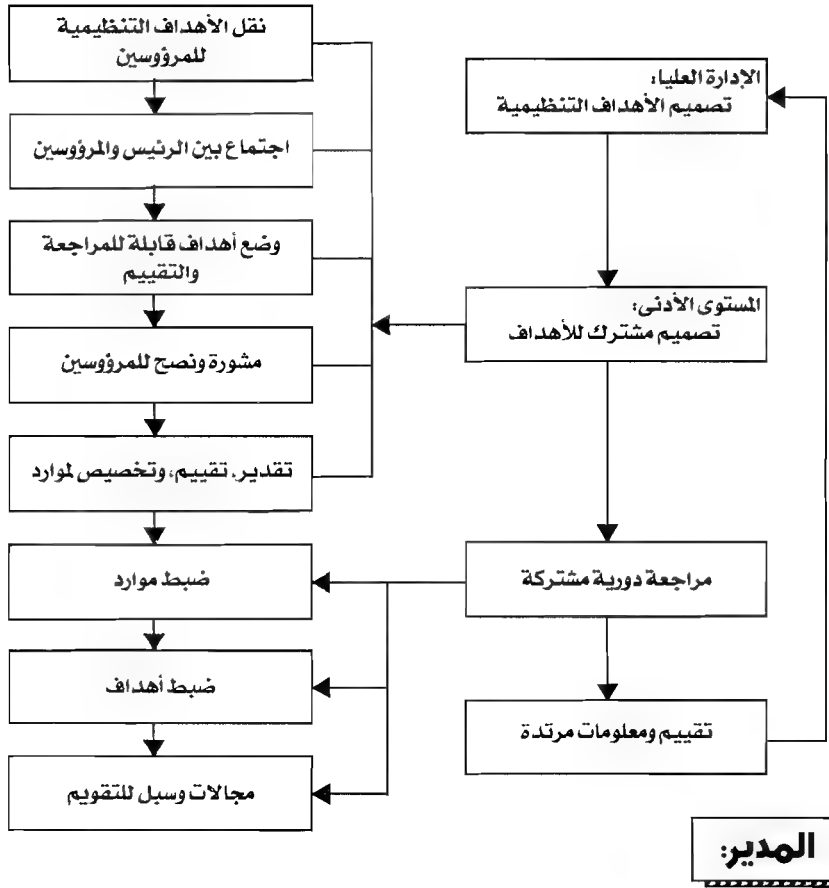 الإدارة العليا:
تصميم الأهداف التنظيمية
المستوى الأدنى:
تصميم مشترك للأهداف
مراجعة دورية مشتركة
تقييم ومعلومات مرتدة
نقل الأهداف التنظيمية
للمرؤوسين
اجتماع بين الرئيس والمرؤوسين
وضع أهداف قابلة للمراجعة
والتقييم
مشورة ونصح للمرؤوسين
تقدير، تقييم، وتخصيص لموارد
ضبط موارد
ضبط أهداف
مجالات وسبل للتقويم
المدير: